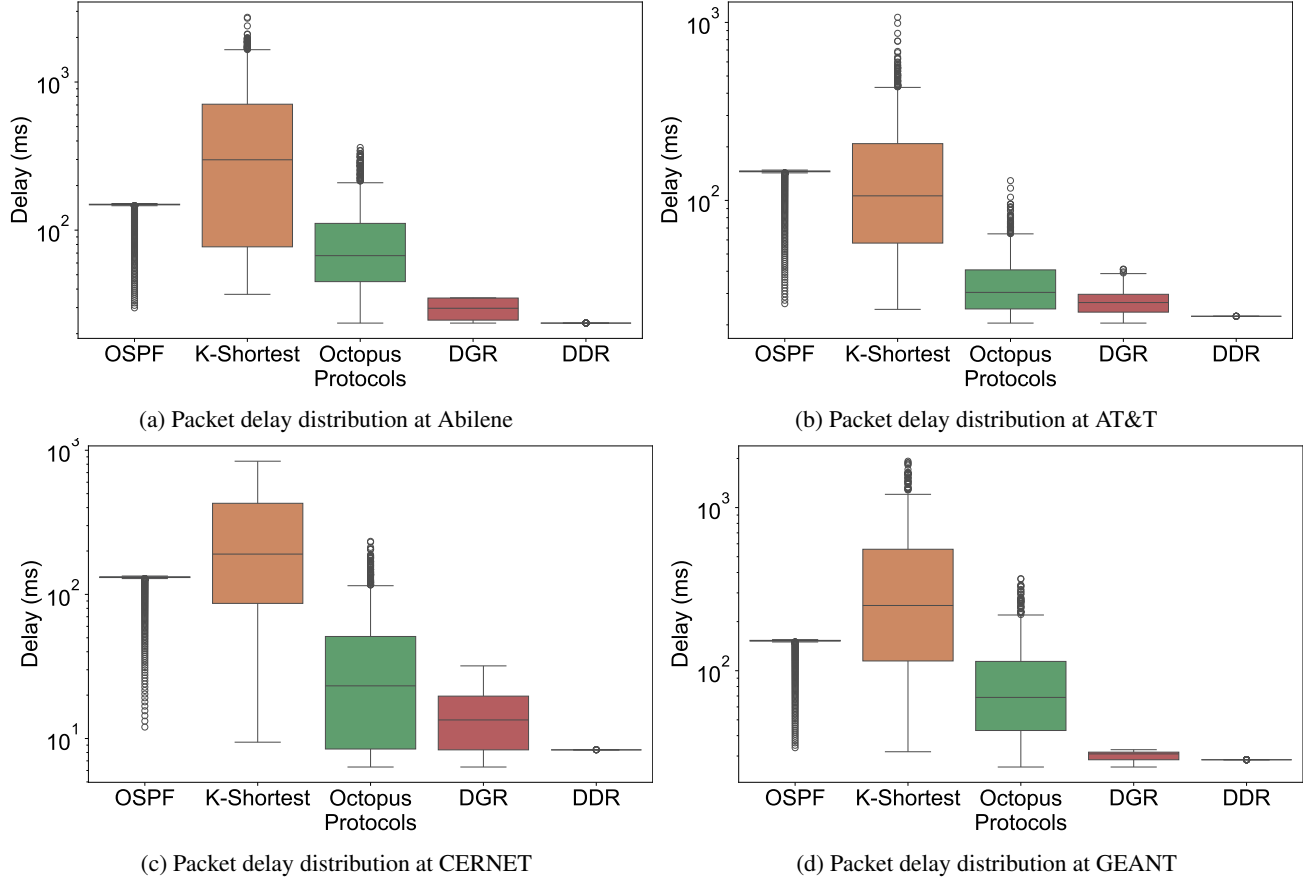 10³
10²
Delay (ms)
OSPF K-Shortest Octopus DGR DDR
Protocols
(a) Packet delay distribution at Abilene
10³
10²
Delay (ms)
OSPF K-Shortest Octopus DGR DDR
Protocols
(b) Packet delay distribution at AT&T
10³
10²
10¹
Delay (ms)
OSPF K-Shortest Octopus DGR DDR
Protocols
(c) Packet delay distribution at CERNET
10³
10²
Delay (ms)
OSPF K-Shortest Octopus DGR DDR
Protocols
(d) Packet delay distribution at GEANT